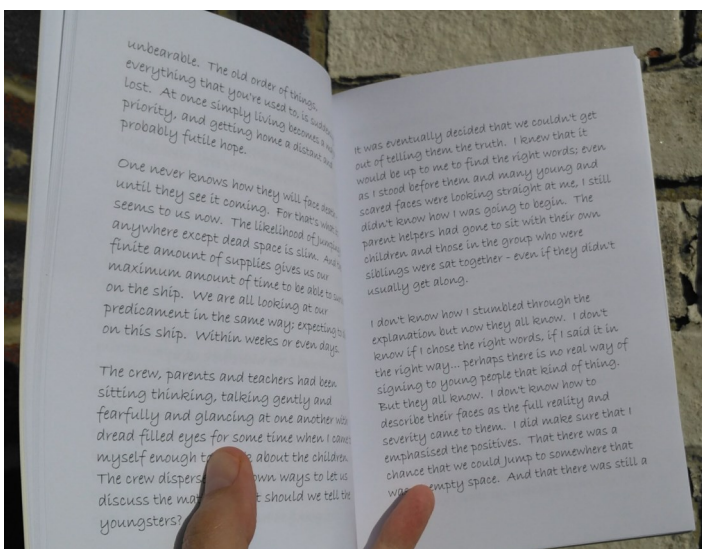 unbearable. The old order of things,
everything that you're used to, is
lost. At once simply living becomes a
priority, and getting home a distant and
probably futile hope.
One never knows how they will face death
until they see it coming. For that's what it
seems to us now. The likelihood of jumping
anywhere except dead space is slim. And
finite amount of supplies gives us our
maximum amount of time to be able to
on the ship. We are all looking at our
predicament in the same way; expecting to
on this ship. Within weeks or even days.
The crew, parents and teachers had been
sitting thinking, talking gently and
fearfully and glancing at one another with
dread filled eyes for some time when I came
myself enough to about the children.
The crew own ways to let us
discuss the should we tell the
youngsters?
It was eventually decided that we couldn't get
out of telling them the truth. I knew that it
would be up to me to find the right words; even
as I stood before them and many young and
scared faces were looking straight at me, I still
didn't know how I was going to begin. The
parent helpers had gone to sit with their own
children and those in the group who were
siblings were sat together - even if they didn't
usually get along.
I don't know how I stumbled through the
explanation but now they all know. I don't
know if I chose the right words, if I said it in
the right way... perhaps there is no real way of
signing to young people that kind of thing.
But they all know. I don't know how to
describe their faces as the full reality and
severity came to them. I did make sure that I
emphasised the positives. That there was a
chance that we could jump to somewhere that
empty space. And that there was still a